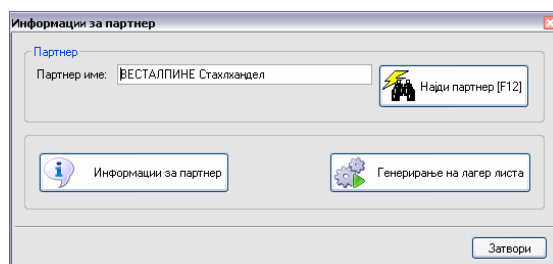 Информации за партнер
Партнер
Партнер име: ВЕСТАЛПИНЕ Стахлхандел
Најди партнер [F12]
Информации за партнер
Генерирање на лагер листа
Затвори